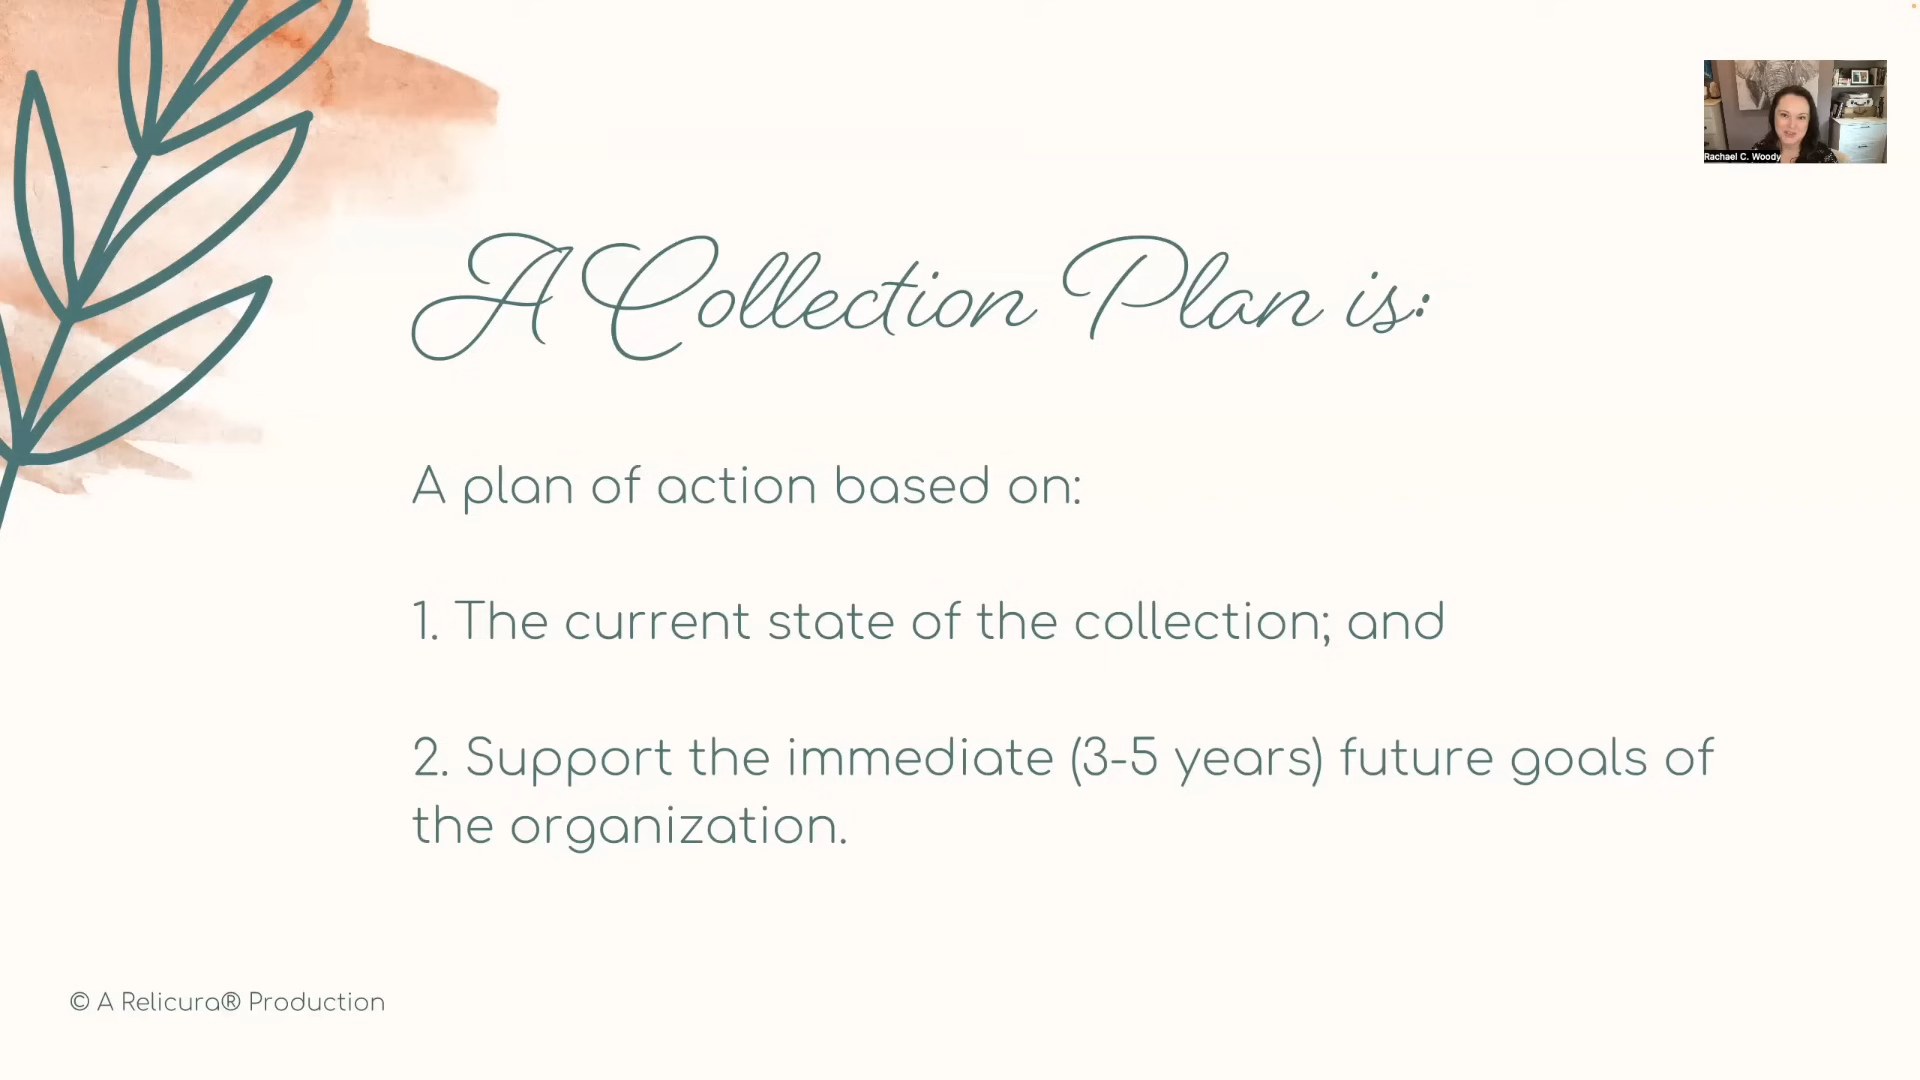 Rachael C. Woody
A Collection Plan is:
A plan of action based on:
1. The current state of the collection; and
2. Support the immediate (3-5 years) future goals of
the organization.
© A Relicura® Production